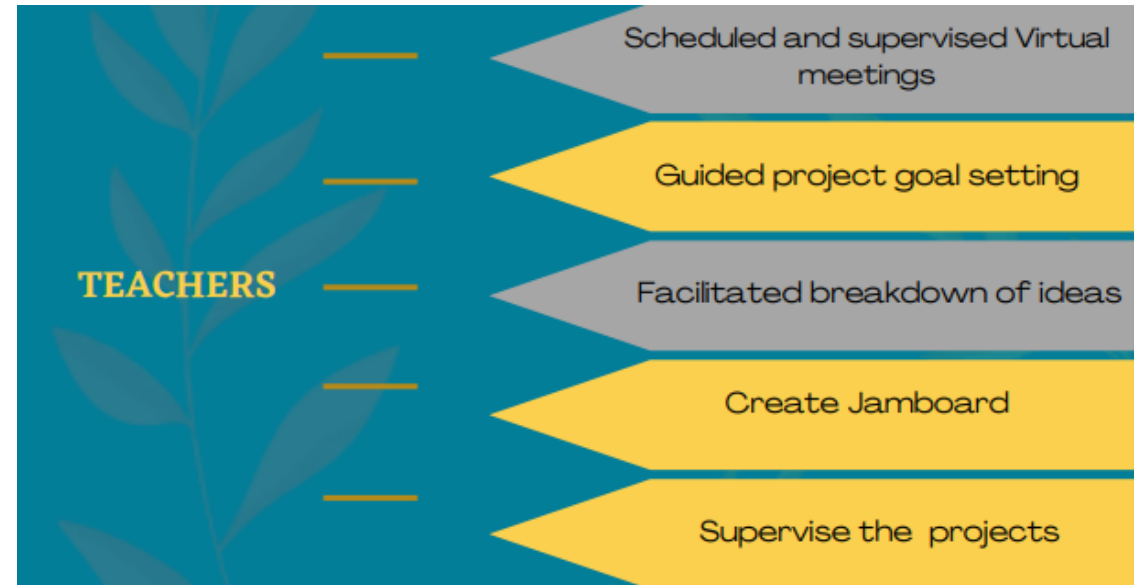 Scheduled and supervised Virtual
meetings
Guided project goal setting
TEACHERS
Facilitated breakdown of ideas
Create Jamboard
Supervise the  projects